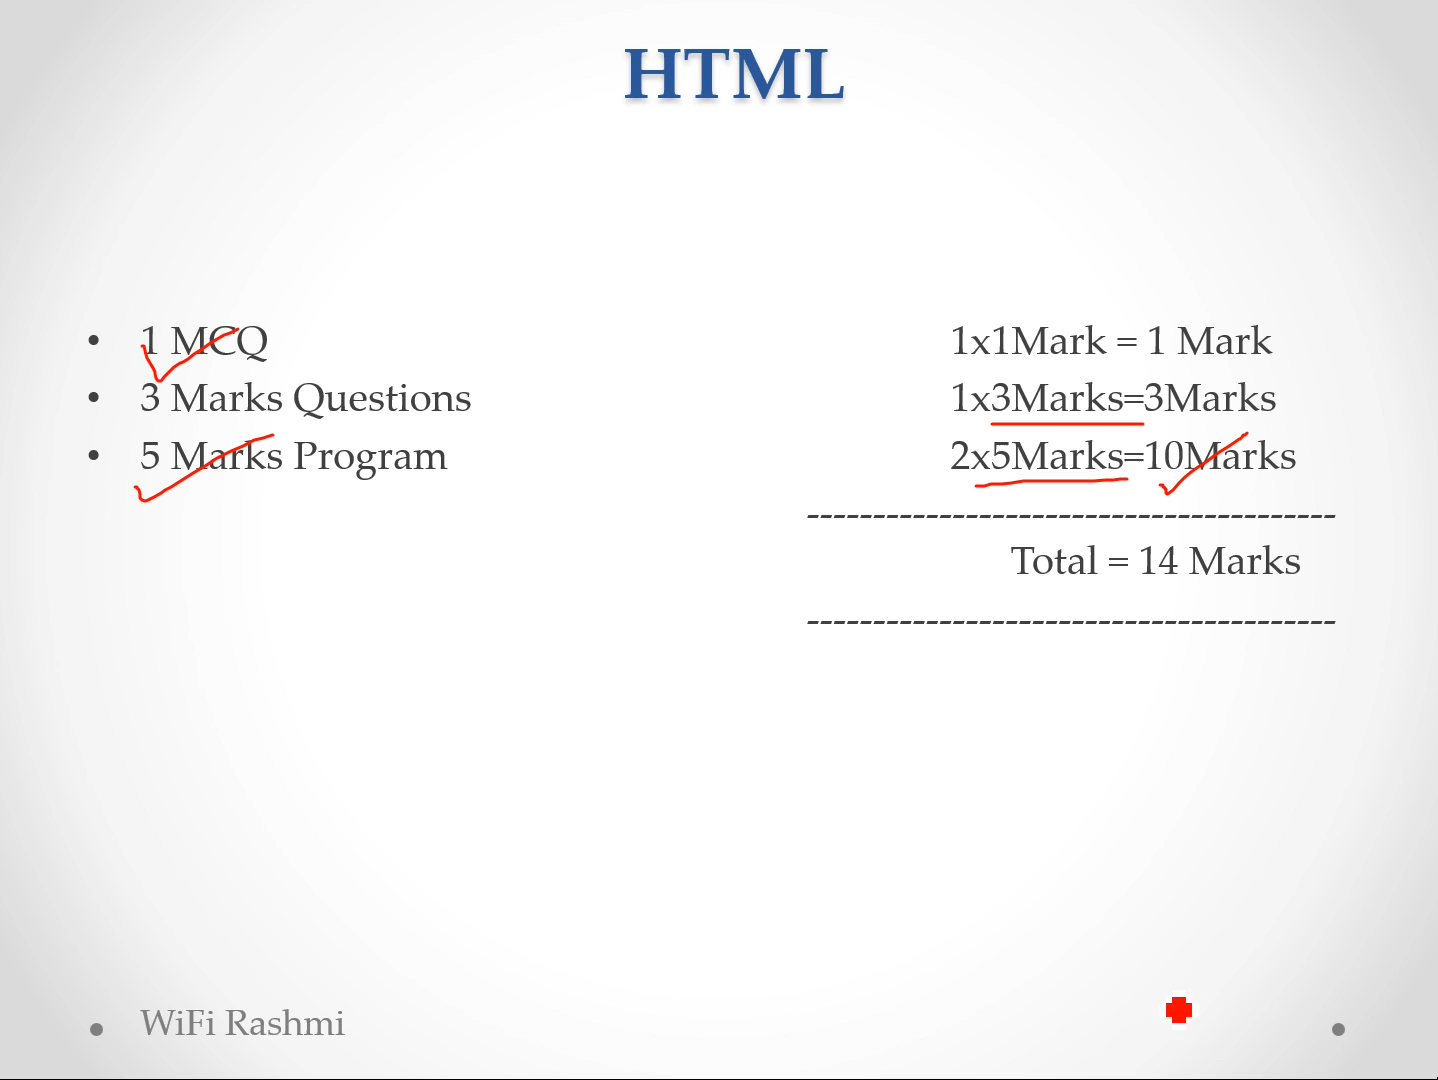 HTML
• 1 MCQ 1x1Mark = 1 Mark
• 3 Marks Questions 1x3Marks=3Marks
• 5 Marks Program 2x5Marks=10Marks
----------------------------------------
Total = 14 Marks
----------------------------------------
WiFi Rashmi